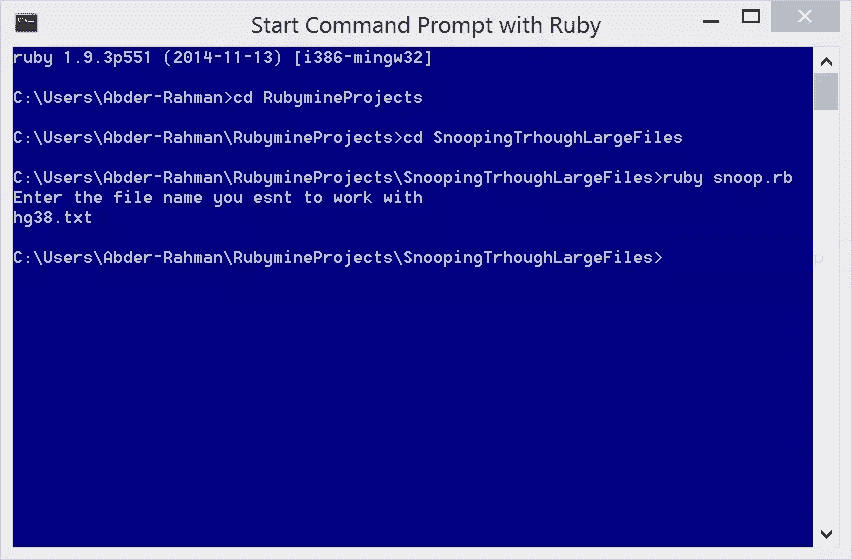 Start Command Prompt with Ruby
ruby 1.9.3p551 (2014-11-13) [i386-mingw32]
C:\Users\Abder-Rahman>cd RubymineProjects
C:\Users\Abder-Rahman\RubymineProjects>cd SnoopingTrhoughLargeFiles
C:\Users\Abder-Rahman\RubymineProjects\SnoopingTrhoughLargeFiles>ruby snoop.rb
Enter the file name you esnt to work with
hg38.txt
C:\Users\Abder-Rahman\RubymineProjects\SnoopingTrhoughLargeFiles>